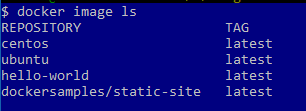 $ docker image ls
REPOSITORY TAG
centos latest
ubuntu latest
hello-world latest
dockersamples/static-site latest